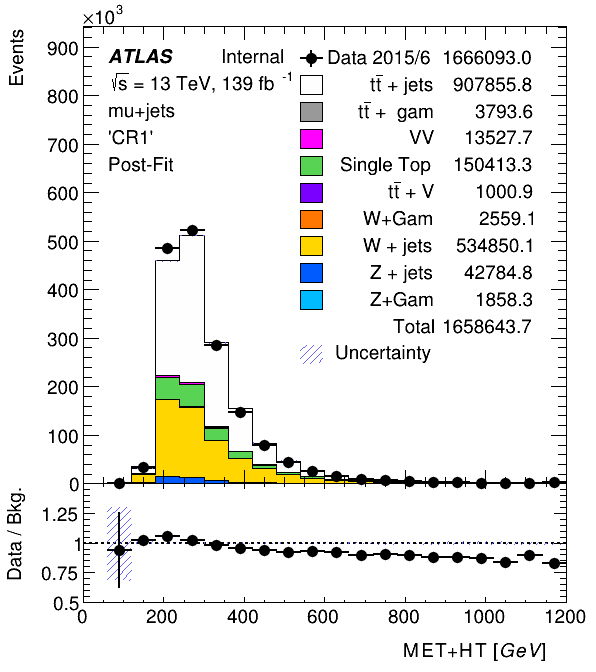 ×10³
Events
900
800
700
600
500
400
300
200
100
0
ATLAS Internal
√s = 13 TeV, 139 fb⁻¹
mu+jets
'CR1'
Post-Fit
Data 2015/6 1666093.0
tt̄ + jets 907855.8
tt̄ + gam 3793.6
VV 13527.7
Single Top 150413.3
tt̄ + V 1000.9
W+Gam 2559.1
W + jets 534850.1
Z + jets 42784.8
Z+Gam 1858.3
Total 1658643.7
Uncertainty
Data / Bkg.
1.25
1
0.75
0.5
0 200 400 600 800 1000 1200
MET+HT [GeV]